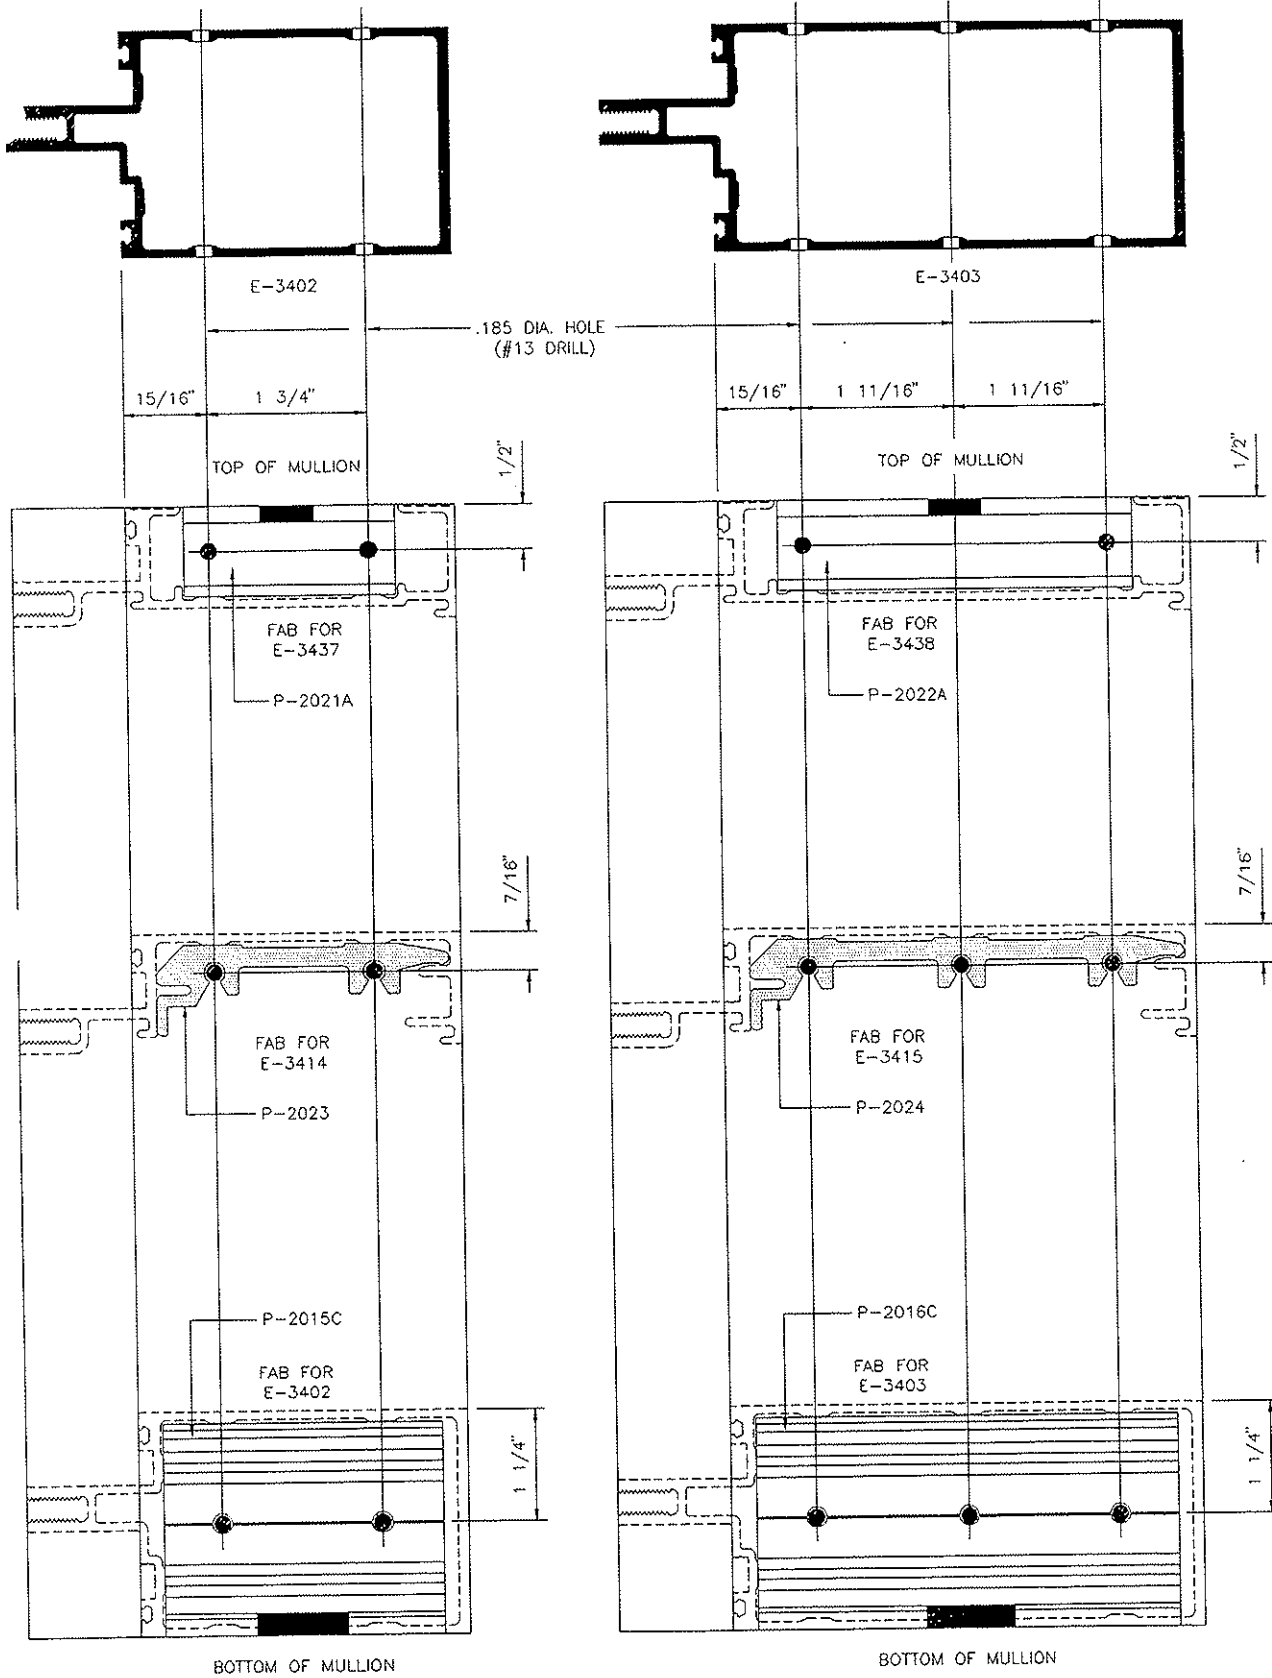 E-3402
E-3403
.185 DIA. HOLE
(#13 DRILL)
15/16"
1 3/4"
15/16"
1 11/16"
1 11/16"
TOP OF MULLION
1/2"
TOP OF MULLION
1/2"
FAB FOR
E-3437
P-2021A
FAB FOR
E-3438
P-2022A
7/16"
7/16"
FAB FOR
E-3414
P-2023
FAB FOR
E-3415
P-2024
P-2015C
FAB FOR
E-3402
P-2016C
FAB FOR
E-3403
1 1/4"
1 1/4"
BOTTOM OF MULLION
BOTTOM OF MULLION